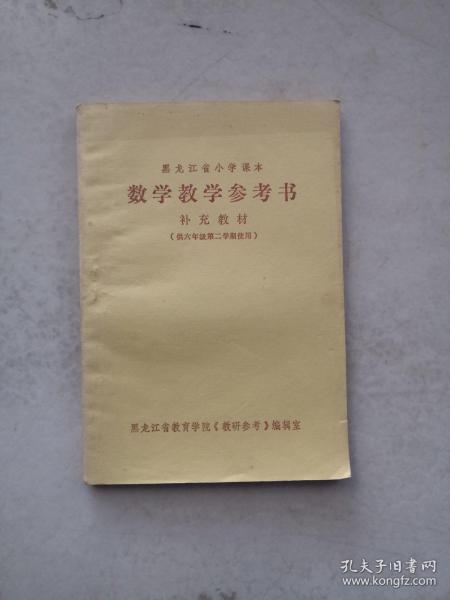 黑龙江省小学课本
数学教学参考书
补充教材
（供六年级第二学期使用）
黑龙江省教育学院《教研参考》编辑室
孔夫子旧书网
www.kongfz.com